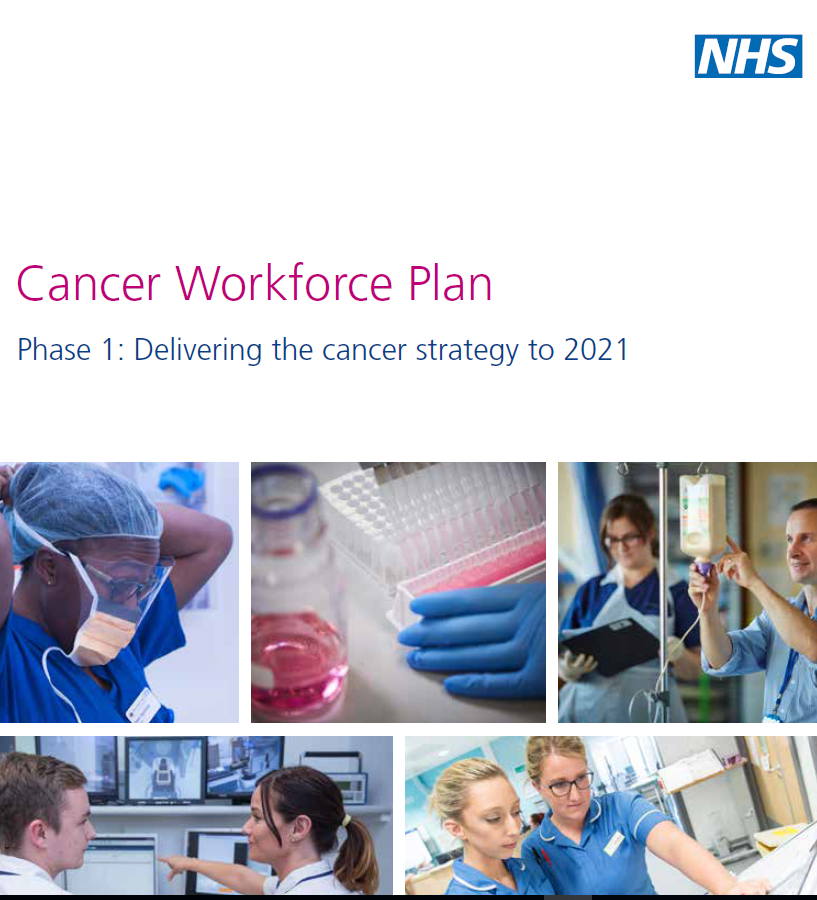 NHS
Cancer Workforce Plan
Phase 1: Delivering the cancer strategy to 2021